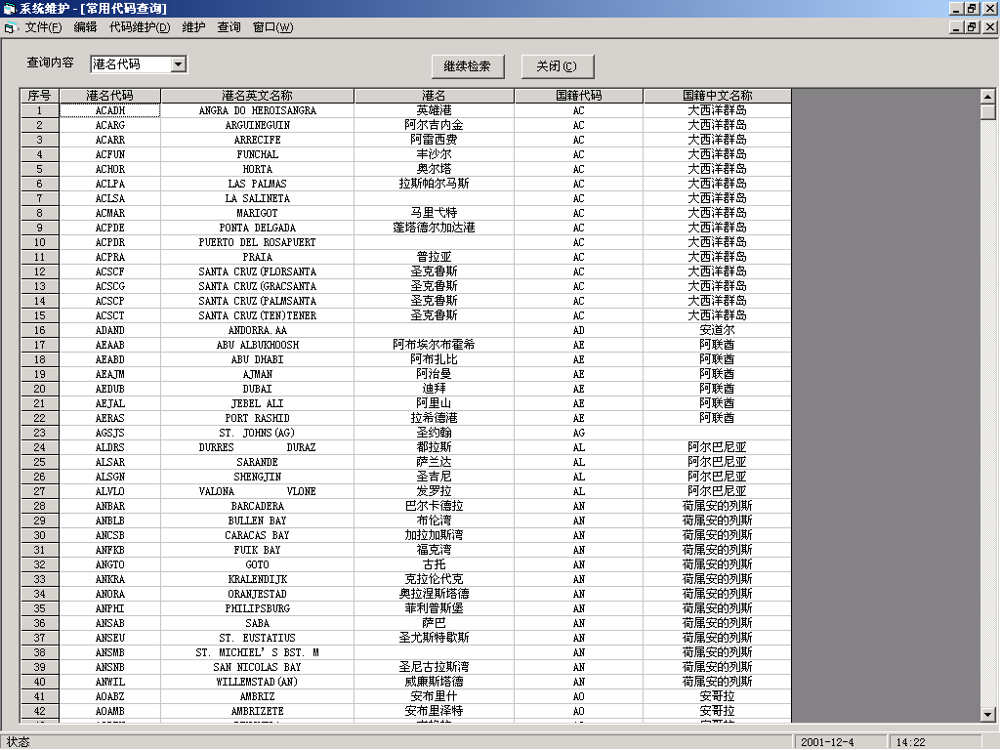 系统维护 - [常用代码查询]
文件(F) 编辑 代码维护(D) 维护 查询 窗口(W)
查询内容 港名代码 继续检索 关闭(C)
序号 港名代码 港名英文名称 港名 国籍代码 国籍中文名称
1 ACADH ANGRA DO HEROISANGRA 英雄港 AC 大西洋群岛
2 ACARG ARGUINEGUIN 阿尔吉内金 AC 大西洋群岛
3 ACARR ARRECIFE 阿雷西费 AC 大西洋群岛
4 ACFUN FUNCHAL 丰沙尔 AC 大西洋群岛
5 ACHOR HORTA 奥尔塔 AC 大西洋群岛
6 ACLPA LAS PALMAS 拉斯帕尔马斯 AC 大西洋群岛
7 ACLSA LA SALINETA AC 大西洋群岛
8 ACMAR MARIGOT 马里弋特 AC 大西洋群岛
9 ACPDE PONTA DELGADA 蓬塔德尔加达港 AC 大西洋群岛
10 ACPDR PUERTO DEL ROSAPUERT AC 大西洋群岛
11 ACPRA PRAIA 普拉亚 AC 大西洋群岛
12 ACSCF SANTA CRUZ(FLORSANTA 圣克鲁斯 AC 大西洋群岛
13 ACSCG SANTA CRUZ(GRACSANTA 圣克鲁斯 AC 大西洋群岛
14 ACSCP SANTA CRUZ(PALMSANTA 圣克鲁斯 AC 大西洋群岛
15 ACSCT SANTA CRUZ(TEN)TENER 圣克鲁斯 AC 大西洋群岛
16 ADAND ANDORRA.AA AD 安道尔
17 AEAAB ABU ALBUKHOOSH 阿布埃尔布霍希 AE 阿联酋
18 AEABD ABU DHABI 阿布扎比 AE 阿联酋
19 AEAJM AJMAN 阿治曼 AE 阿联酋
20 AEDUB DUBAI 迪拜 AE 阿联酋
21 AEJAL JEBEL ALI 阿里山 AE 阿联酋
22 AERAS PORT RASHID 拉希德港 AE 阿联酋
23 AGSJS ST. JOHNS(AG) 圣约翰 AG
24 ALDRS DURRES DURAZ 都拉斯 AL 阿尔巴尼亚
25 ALSAR SARANDE 萨兰达 AL 阿尔巴尼亚
26 ALSGN SHENGJIN 圣吉尼 AL 阿尔巴尼亚
27 ALVLO VALONA VLONE 发罗拉 AL 阿尔巴尼亚
28 ANBAR BARCADERA 巴尔卡德拉 AN 荷属安的列斯
29 ANBLB BULLEN BAY 布伦湾 AN 荷属安的列斯
30 ANCSB CARACAS BAY 加拉加斯湾 AN 荷属安的列斯
31 ANFKB FUIK BAY 福克湾 AN 荷属安的列斯
32 ANGTO GOTO 古托 AN 荷属安的列斯
33 ANKRA KRALENDIJK 克拉伦代克 AN 荷属安的列斯
34 ANORA ORANJESTAD 奥拉涅斯塔德 AN 荷属安的列斯
35 ANPHI PHILIPSBURG 菲利普斯堡 AN 荷属安的列斯
36 ANSAB SABA 萨巴 AN 荷属安的列斯
37 ANSEU ST. EUSTATIUS 圣尤斯特歇斯 AN 荷属安的列斯
38 ANSMB ST. MICHIEL'S BST. M AN 荷属安的列斯
39 ANSNB SAN NICOLAS BAY 圣尼古拉斯湾 AN 荷属安的列斯
40 ANWIL WILLEMSTAD(AN) 威廉斯塔德 AN 荷属安的列斯
41 AOABZ AMBRIZ 安布里什 AO 安哥拉
42 AOAMB AMBRIZETE 安布里泽特 AO 安哥拉
状态 2001-12-4 14:22